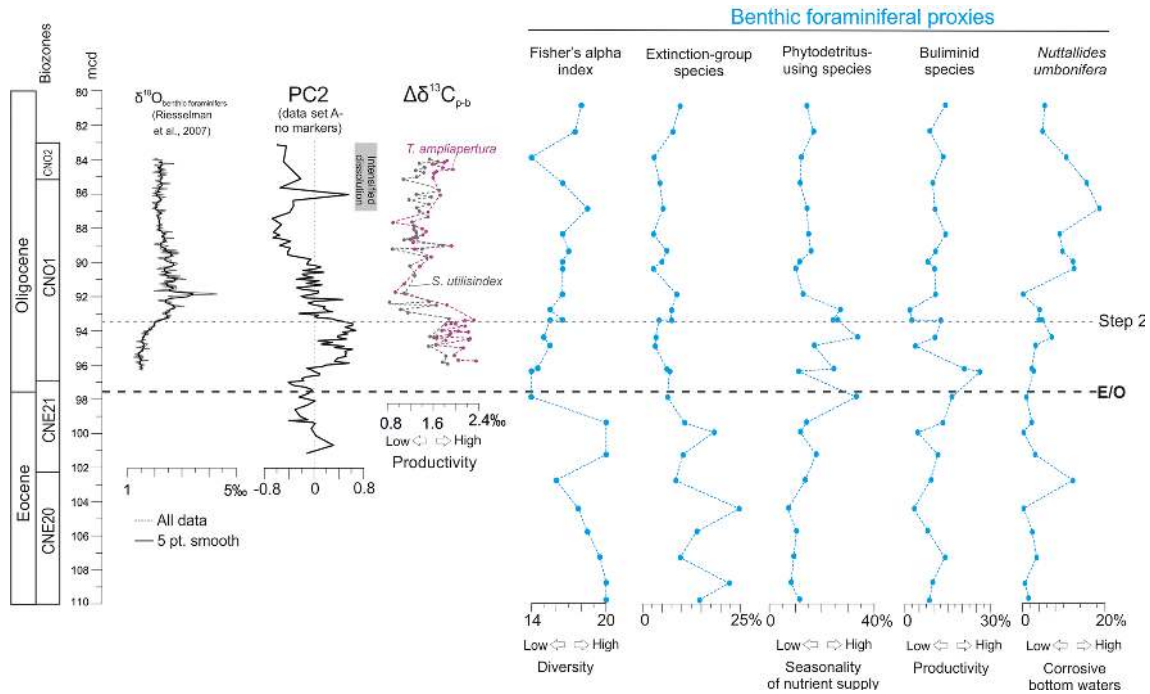 Benthic foraminiferal proxies
Biozones
mcd
δ¹⁸O benthic foraminifers
(Riesselman
et al., 2007)
PC2
(data set A-
no markers)
Δδ¹³C p-b
Fisher's alpha
index
Extinction-group
species
Phytodetritus-
using species
Buliminid
species
Nuttallides
umbonifera
80
82
84
86
88
90
92
94
96
98
100
102
104
106
108
110
Oligocene
Eocene
CNO2
CNO1
CNE21
CNE20
Intensified
dissolution
T. ampliapertura
S. utilisindex
Step 2
E/O
1 5‰
-0.8 0 0.8
0.8 1.6 2.4‰
Low High
Productivity
All data
5 pt. smooth
14 20
0 25%
0 40%
0 30%
0 20%
Low High
Diversity
Low High
Seasonality
of nutrient supply
Low High
Productivity
Low High
Corrosive
bottom waters